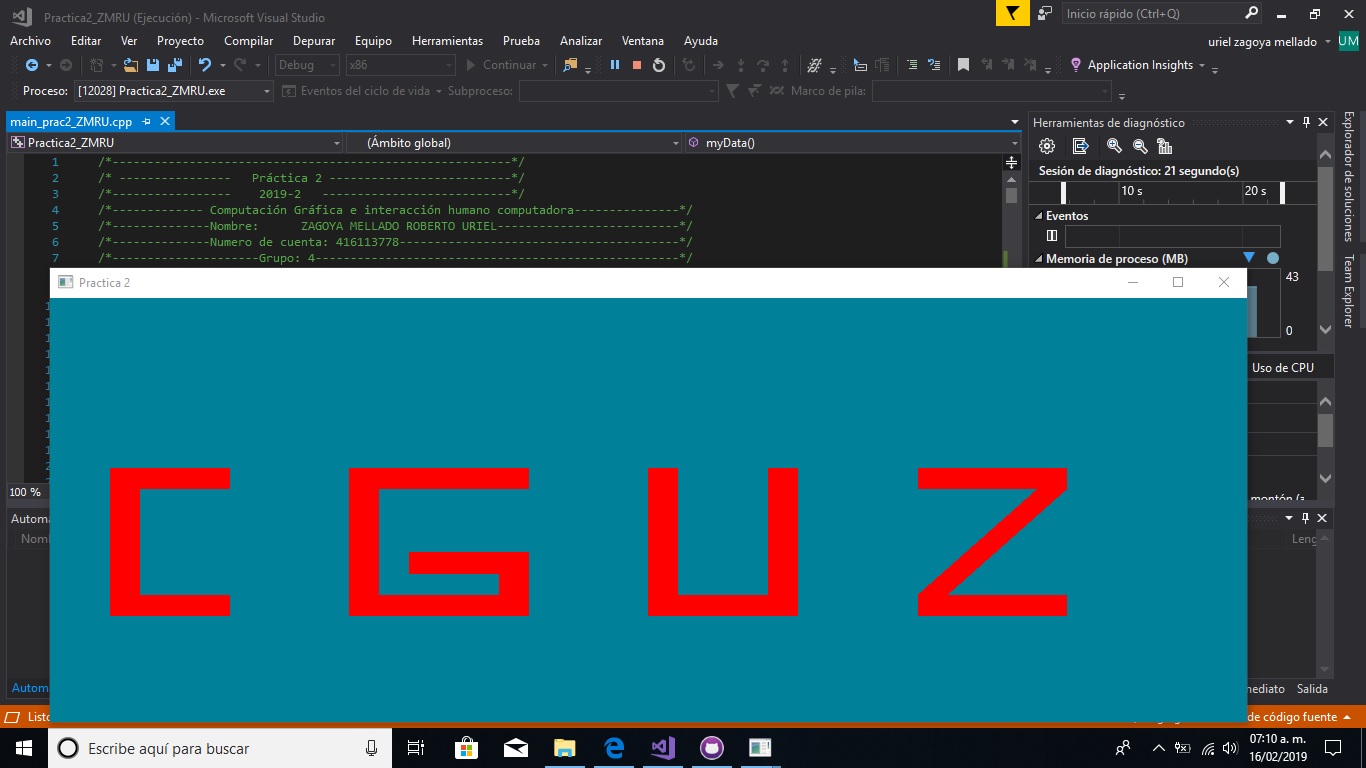 Practica2_ZMRU (Ejecución) - Microsoft Visual Studio
Inicio rápido (Ctrl+Q)
Archivo Editar Ver Proyecto Compilar Depurar Equipo Herramientas Prueba Analizar Ventana Ayuda
uriel zagoya mellado UM
Debug x86 Continuar Application Insights
Proceso: [12028] Practica2_ZMRU.exe Eventos del ciclo de vida Subproceso: Marco de pila:
main_prac2_ZMRU.cpp
Practica2_ZMRU (Ámbito global) myData()
1 /*---------------------------------------------------------*/
2 /* ---------------- Práctica 2 --------------------------*/
3 /*----------------- 2019-2 ---------------------------*/
4 /*------------- Computación Gráfica e interacción humano computadora---------------*/
5 /*--------------Nombre: ZAGOYA MELLADO ROBERTO URIEL--------------------------*/
6 /*--------------Numero de cuenta: 416113778----------------------------------------*/
7 /*---------------------Grupo: 4----------------------------------------------------*/
100 %
Herramientas de diagnóstico
Sesión de diagnóstico: 21 segundo(s)
10 s 20 s
Eventos
Memoria de proceso (MB)
43
0
Uso de CPU
Explorador de soluciones
Team Explorer
Practica 2
C G U Z
Automa
Nom
Leng
Autom
mediato Salida
Listo
de código fuente
Escribe aquí para buscar
07:10 a. m.
16/02/2019